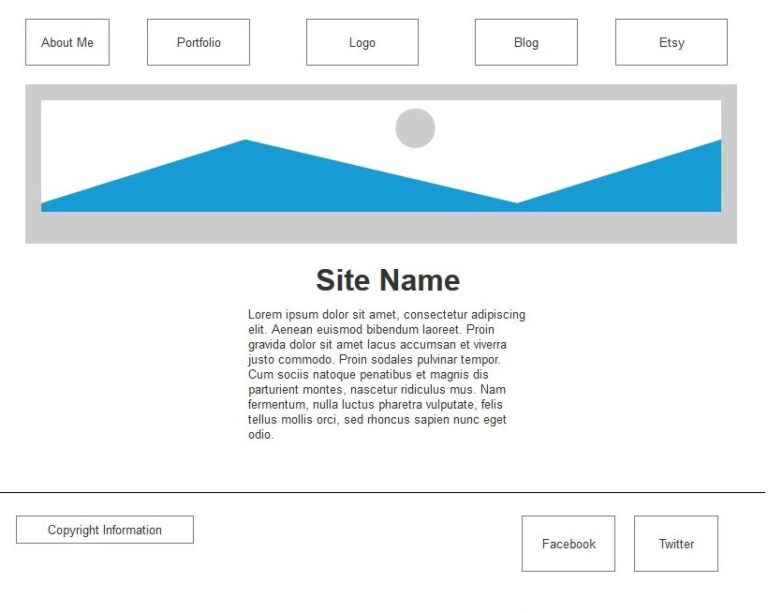 About Me
Portfolio
Logo
Blog
Etsy
Site Name
Lorem ipsum dolor sit amet, consectetur adipiscing
elit. Aenean euismod bibendum laoreet. Proin
gravida dolor sit amet lacus accumsan et viverra
justo commodo. Proin sodales pulvinar tempor.
Cum sociis natoque penatibus et magnis dis
parturient montes, nascetur ridiculus mus. Nam
fermentum, nulla luctus pharetra vulputate, felis
tellus mollis orci, sed rhoncus sapien nunc eget
odio.
Copyright Information
Facebook
Twitter